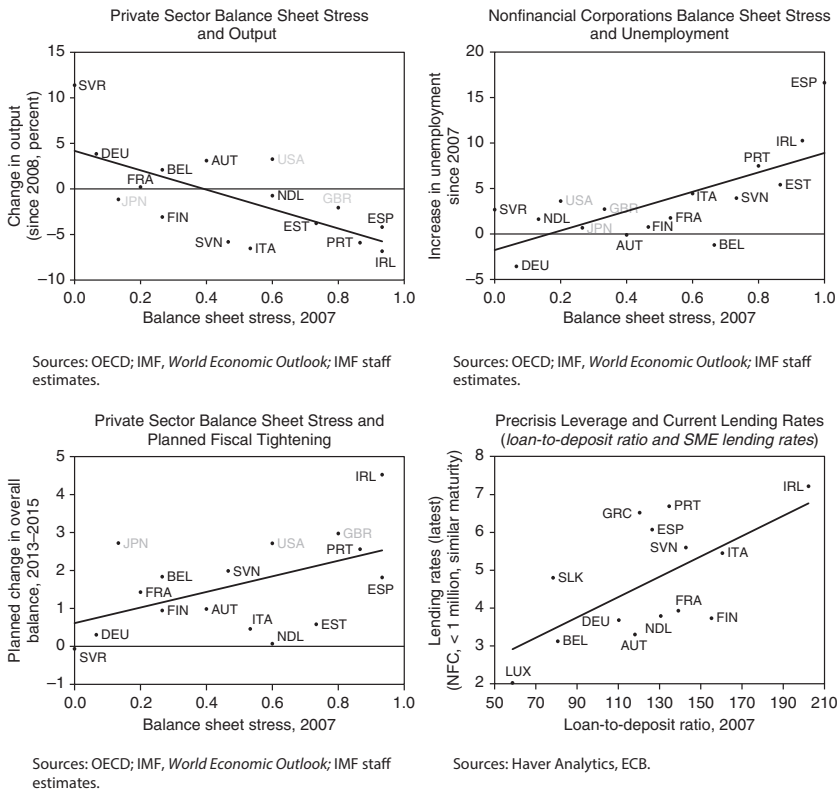 Private Sector Balance Sheet Stress
and Output
Change in output
(since 2008, percent)
15
10
5
0
−5
−10
SVR
DEU
BEL
AUT
USA
FRA
JPN
NDL
GBR
FIN
EST
ESP
SVN
ITA
PRT
IRL
0.0 0.2 0.4 0.6 0.8 1.0
Balance sheet stress, 2007
Sources: OECD; IMF, World Economic Outlook; IMF staff
estimates.
Nonfinancial Corporations Balance Sheet Stress
and Unemployment
Increase in unemployment
since 2007
20
15
10
5
0
−5
ESP
IRL
PRT
EST
ITA
SVN
USA
SVR
GBR
NDL
FRA
JPN
FIN
AUT
BEL
DEU
0.0 0.2 0.4 0.6 0.8 1.0
Balance sheet stress, 2007
Sources: OECD; IMF, World Economic Outlook; IMF staff
estimates.
Private Sector Balance Sheet Stress and
Planned Fiscal Tightening
Planned change in overall
balance, 2013–2015
5
4
3
2
1
0
−1
IRL
JPN
USA
GBR
PRT
SVN
BEL
ESP
FRA
FIN
AUT
ITA
EST
DEU
NDL
SVR
0.0 0.2 0.4 0.6 0.8 1.0
Balance sheet stress, 2007
Sources: OECD; IMF, World Economic Outlook; IMF staff
estimates.
Precrisis Leverage and Current Lending Rates
(loan-to-deposit ratio and SME lending rates)
Lending rates (latest)
(NFC, < 1 million, similar maturity)
8
7
6
5
4
3
2
IRL
PRT
GRC
ESP
SVN
ITA
SLK
FRA
DEU
NDL
FIN
BEL
AUT
LUX
50 70 90 110 130 150 170 190 210
Loan-to-deposit ratio, 2007
Sources: Haver Analytics, ECB.